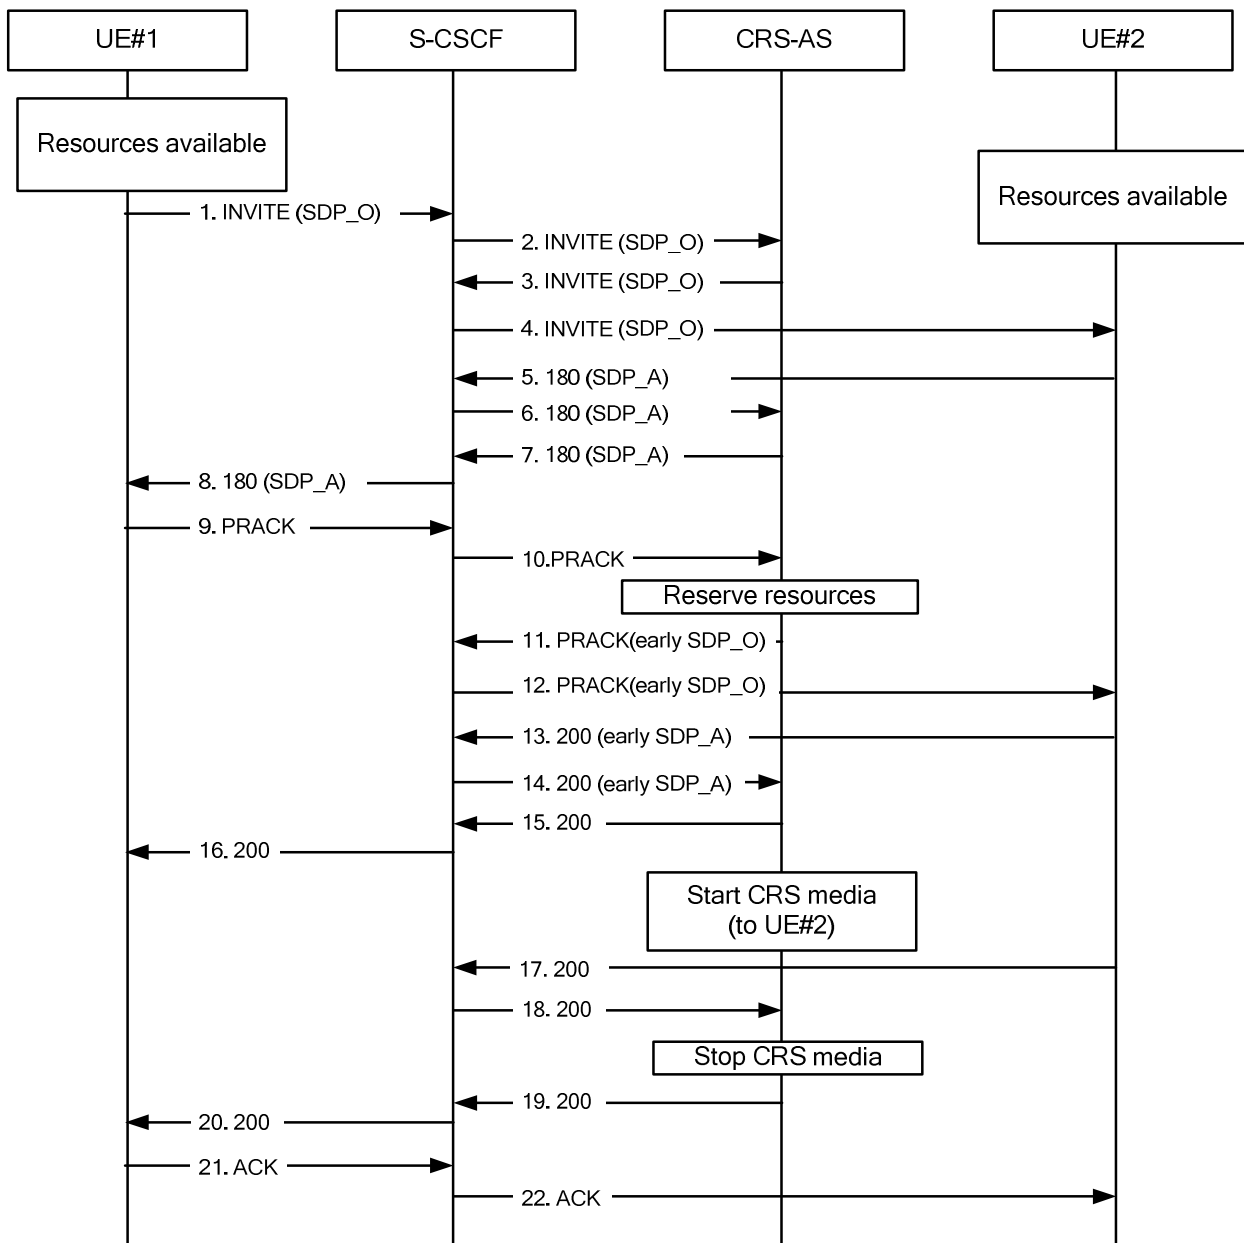 UE#1
S-CSCF
CRS-AS
UE#2
Resources available
Resources available
1. INVITE (SDP_O)
2. INVITE (SDP_O)
3. INVITE (SDP_O)
4. INVITE (SDP_O)
5. 180 (SDP_A)
6. 180 (SDP_A)
7. 180 (SDP_A)
8. 180 (SDP_A)
9. PRACK
10.PRACK
Reserve resources
11. PRACK(early SDP_O)
12. PRACK(early SDP_O)
13. 200 (early SDP_A)
14. 200 (early SDP_A)
15. 200
16. 200
Start CRS media
(to UE#2)
17. 200
18. 200
Stop CRS media
19. 200
20. 200
21. ACK
22. ACK